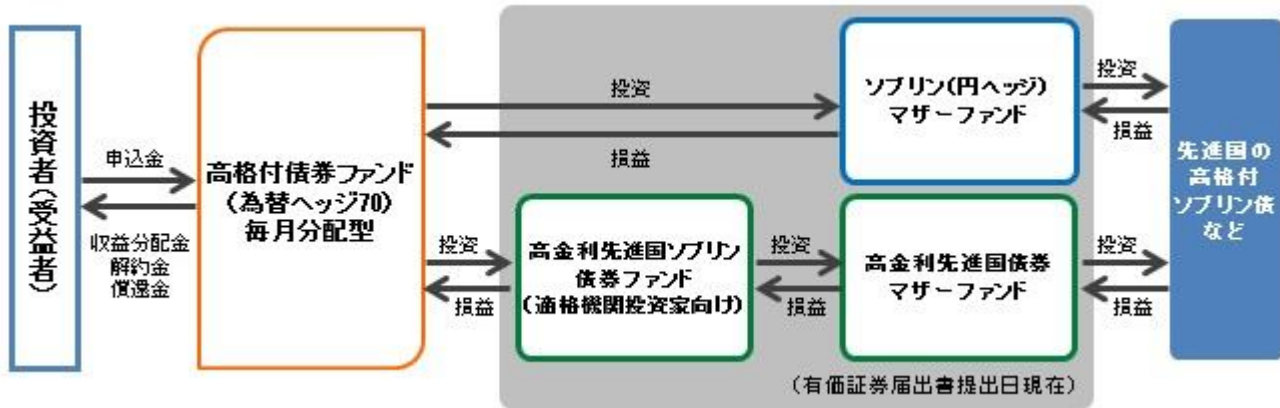 投資者(受益者)
申込金
収益分配金
解約金
償還金
高格付債券ファンド
(為替ヘッジ70)
毎月分配型
投資
損益
投資
損益
高金利先進国ソブリン
債券ファンド
(適格機関投資家向け)
投資
損益
ソブリン(円ヘッジ)
マザーファンド
高金利先進国債券
マザーファンド
(有価証券届出書提出日現在)
投資
損益
投資
損益
先進国の
高格付
ソブリン債
など